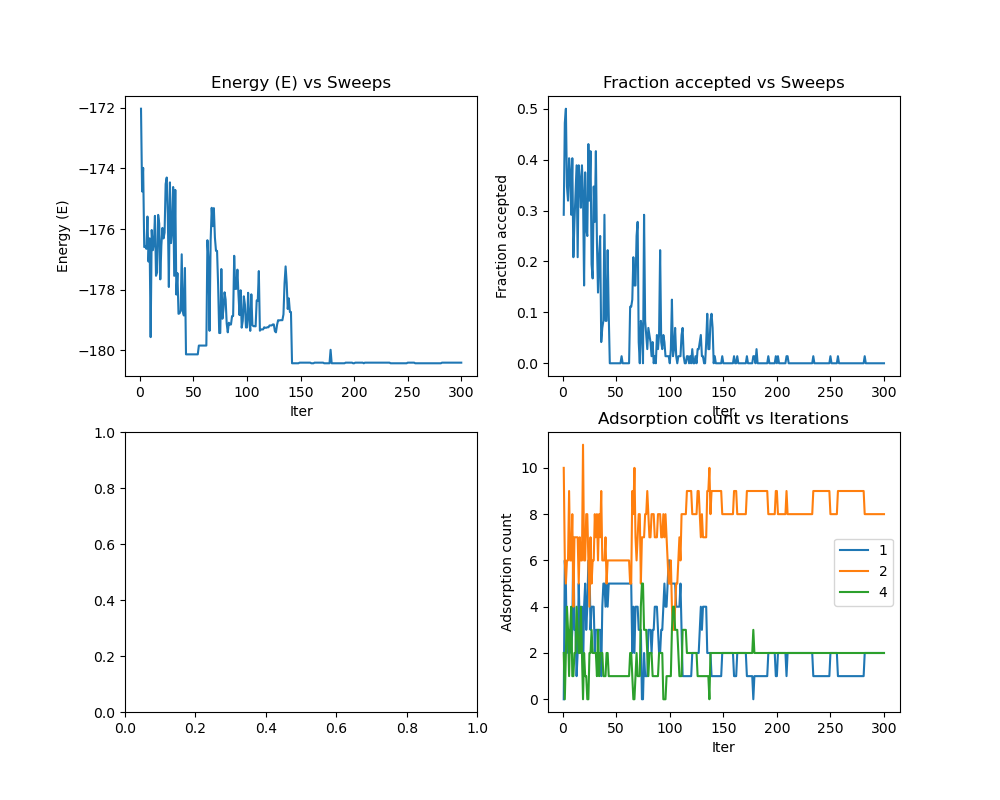 Energy (E) vs Sweeps
Energy (E)
−172
−174
−176
−178
−180
0 50 100 150 200 250 300
Iter
Fraction accepted vs Sweeps
Fraction accepted
0.5
0.4
0.3
0.2
0.1
0.0
0 50 100 150 200 250 300
Iter
1.0
0.8
0.6
0.4
0.2
0.0
0.0 0.2 0.4 0.6 0.8 1.0
Adsorption count vs Iterations
Adsorption count
10
8
6
4
2
0
1
2
4
0 50 100 150 200 250 300
Iter